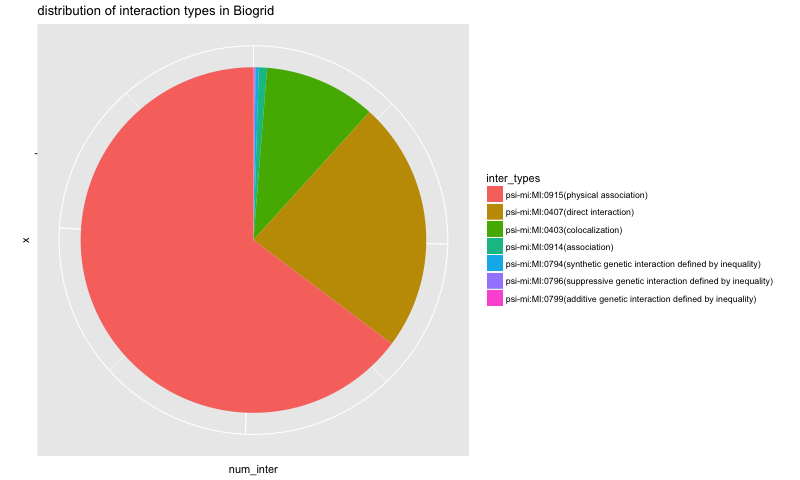 distribution of interaction types in Biogrid
x
num_inter
inter_types
psi-mi:MI:0915(physical association)
psi-mi:MI:0407(direct interaction)
psi-mi:MI:0403(colocalization)
psi-mi:MI:0914(association)
psi-mi:MI:0794(synthetic genetic interaction defined by inequality)
psi-mi:MI:0796(suppressive genetic interaction defined by inequality)
psi-mi:MI:0799(additive genetic interaction defined by inequality)